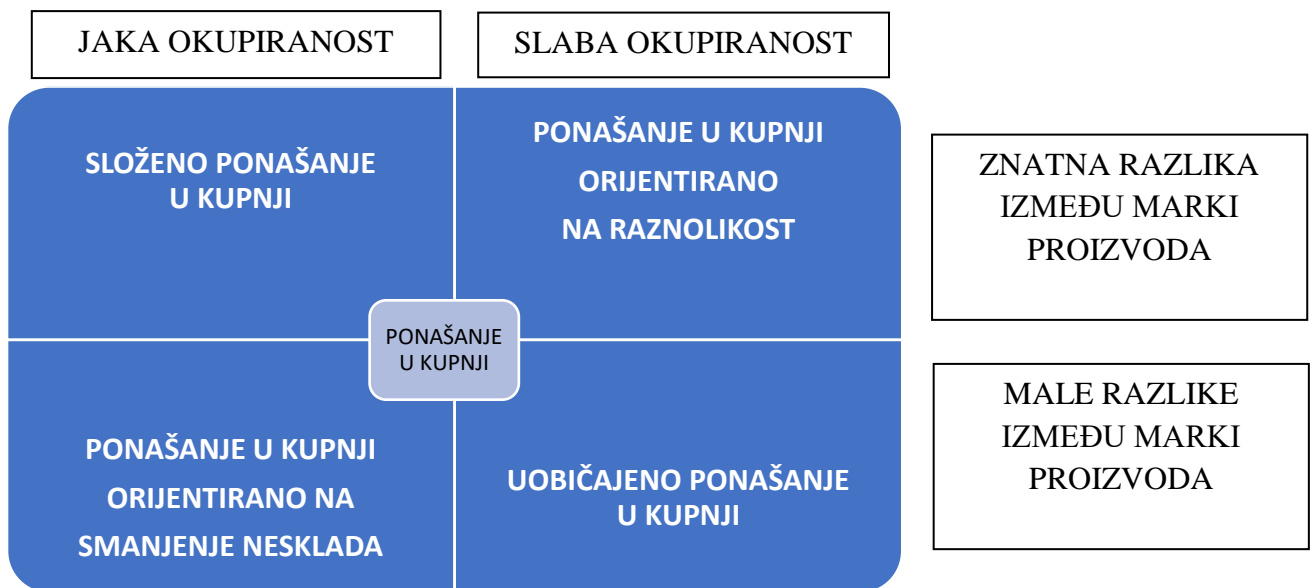 JAKA OKUPIRANOST
SLABA OKUPIRANOST
SLOŽENO PONAŠANJE
U KUPNJI
PONAŠANJE U KUPNJI
ORIJENTIRANO
NA RAZNOLIKOST
ZNATNA RAZLIKA
IZMEĐU MARKI
PROIZVODA
PONAŠANJE
U KUPNJI
PONAŠANJE U KUPNJI
ORIJENTIRANO NA
SMANJENJE NESKLADA
UOBIČAJENO PONAŠANJE
U KUPNJI
MALE RAZLIKE
IZMEĐU MARKI
PROIZVODA